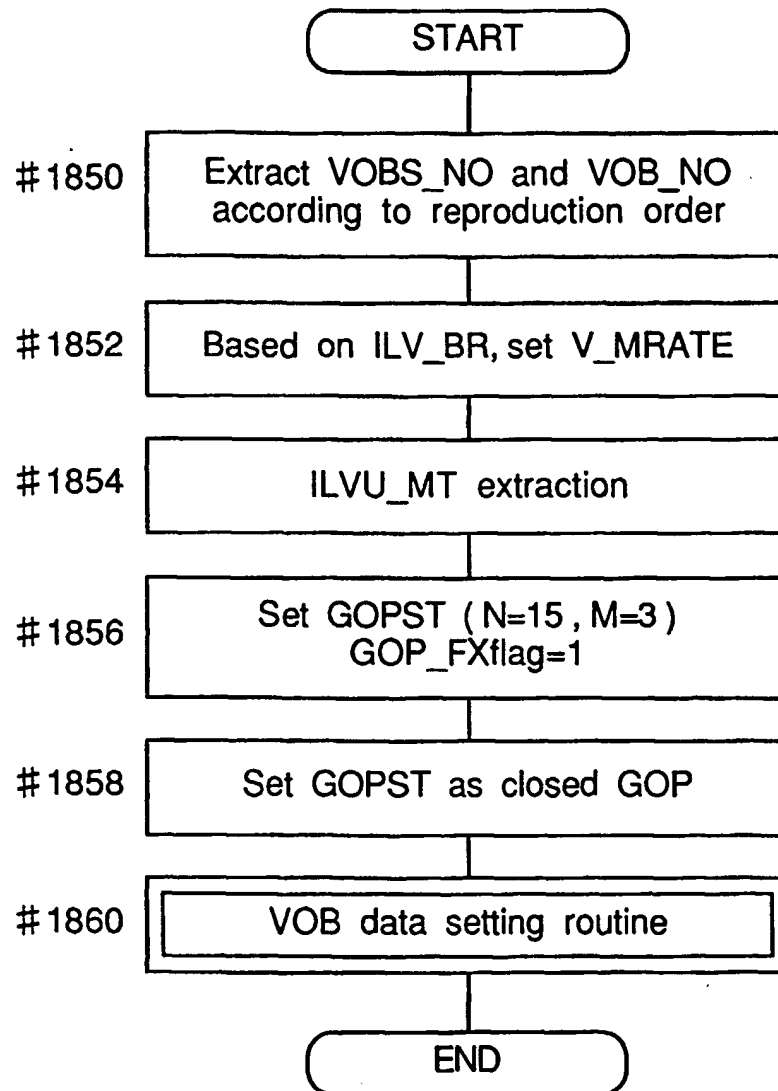 START
#1850
Extract VOBS_NO and VOB_NO
according to reproduction order
#1852
Based on ILV_BR, set V_MRATE
#1854
ILVU_MT extraction
#1856
Set GOPST (N=15, M=3)
GOP_FXflag=1
#1858
Set GOPST as closed GOP
#1860
VOB data setting routine
END